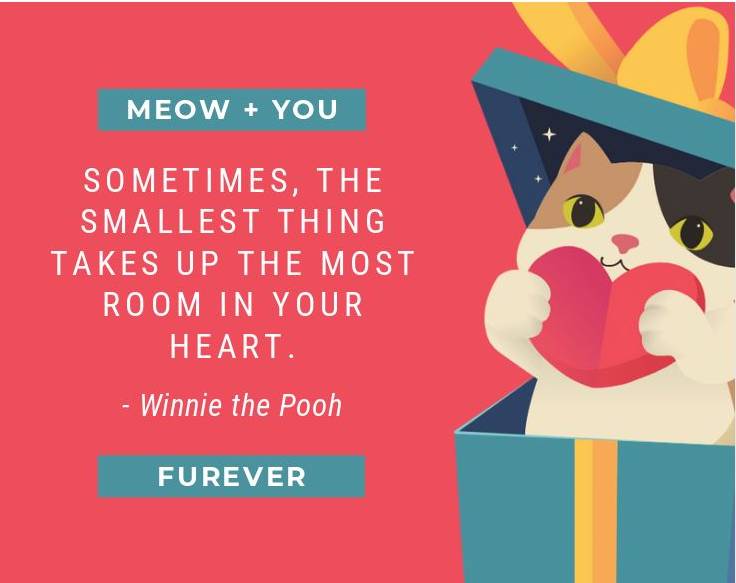 MEOW + YOU
SOMETIMES, THE
SMALLEST THING
TAKES UP THE MOST
ROOM IN YOUR
HEART.
- Winnie the Pooh
FUREVER